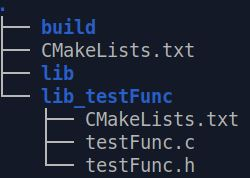 .
├── build
├── CMakeLists.txt
├── lib
└── lib_testFunc
    ├── CMakeLists.txt
    ├── testFunc.c
    └── testFunc.h